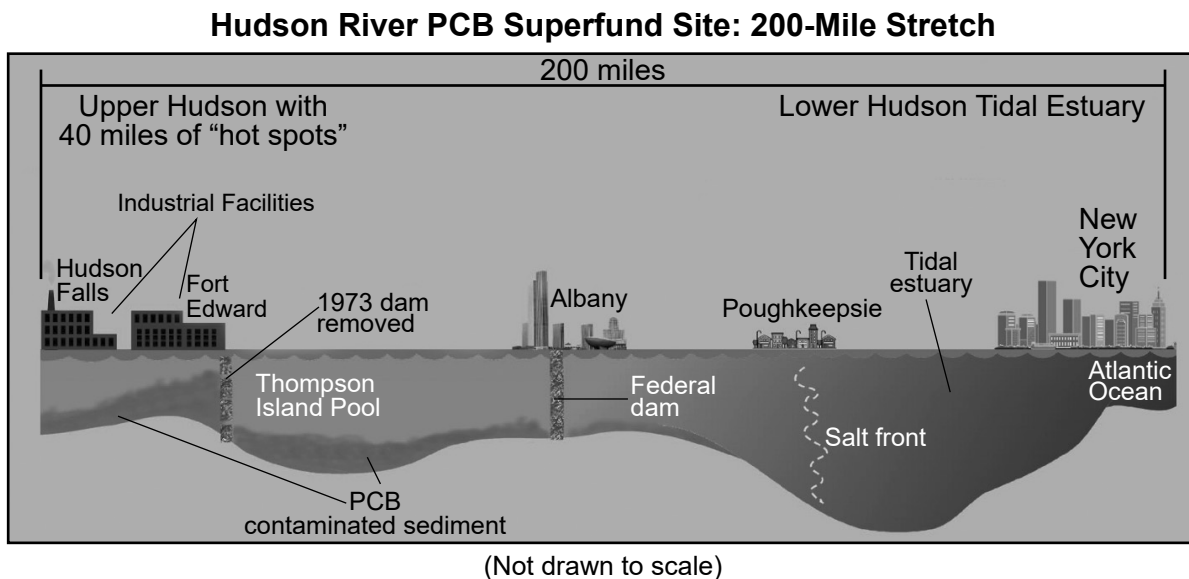 Hudson River PCB Superfund Site: 200-Mile Stretch
200 miles
Upper Hudson with
40 miles of “hot spots”
Lower Hudson Tidal Estuary
Industrial Facilities
Hudson
Falls
Fort
Edward
1973 dam
removed
Albany
Poughkeepsie
Tidal
estuary
New
York
City
Thompson
Island Pool
Federal
dam
Salt front
Atlantic
Ocean
PCB
contaminated sediment
(Not drawn to scale)